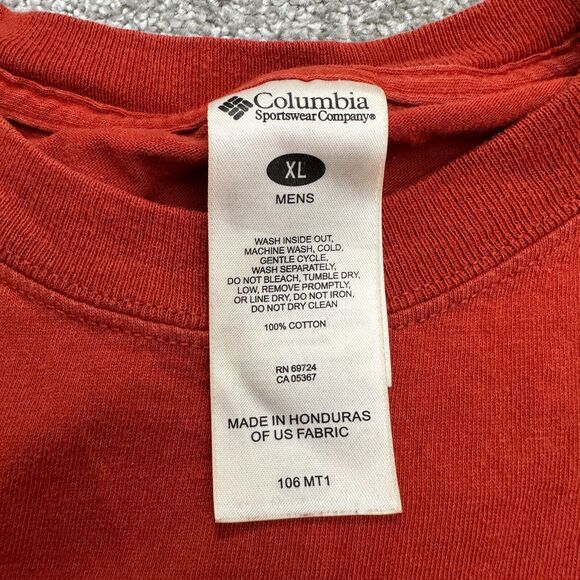 Columbia
Sportswear Company®
XL
MENS
WASH INSIDE OUT,
MACHINE WASH, COLD,
GENTLE CYCLE,
WASH SEPARATELY,
DO NOT BLEACH, TUMBLE DRY,
LOW, REMOVE PROMPTLY,
OR LINE DRY, DO NOT IRON,
DO NOT DRY CLEAN
100% COTTON
RN 69724
CA 05367
MADE IN HONDURAS
OF US FABRIC
106 MT1